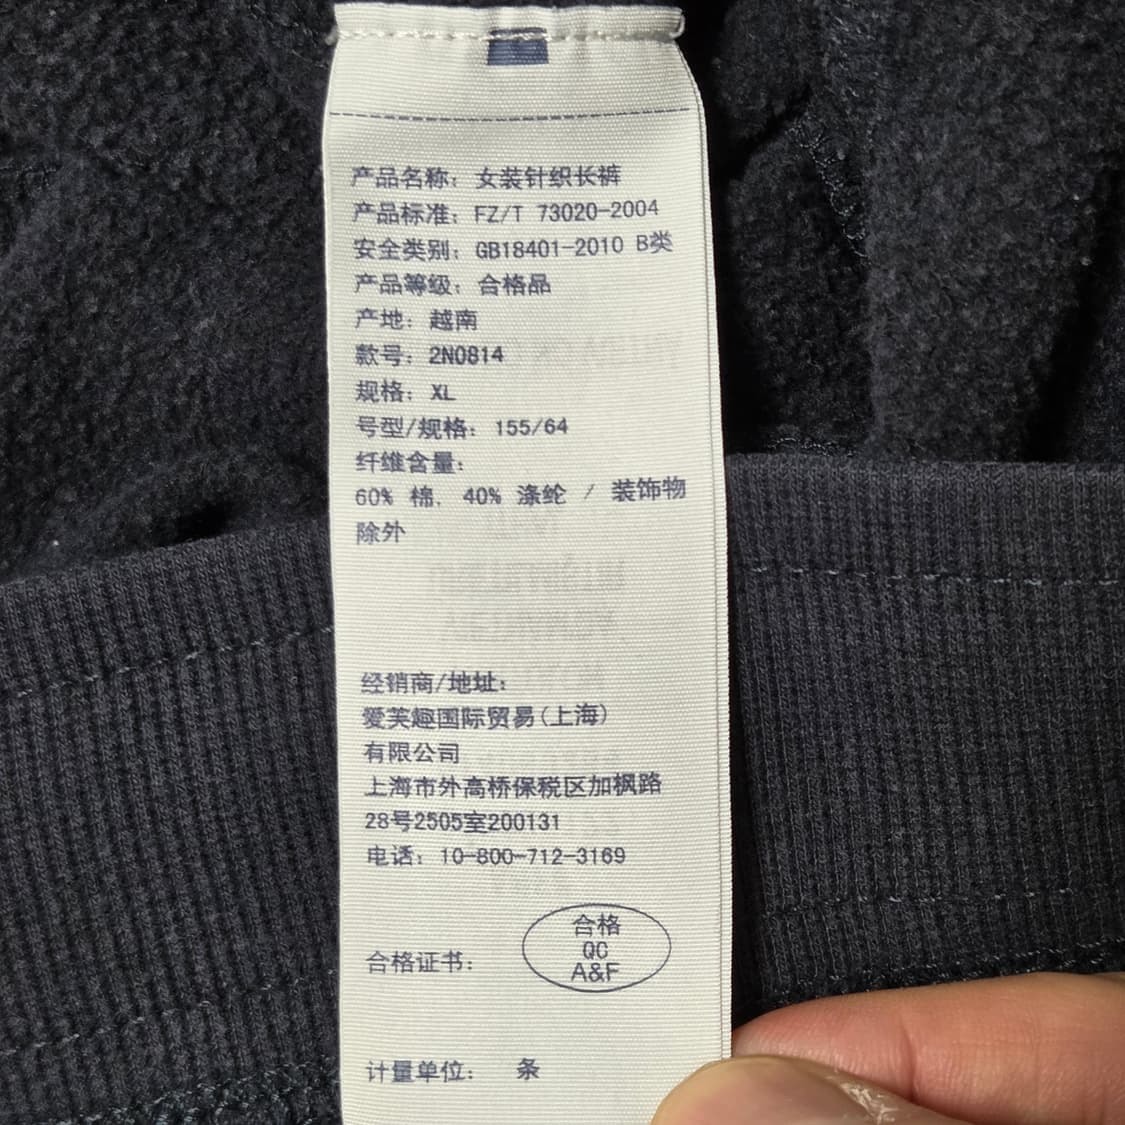 产品名称: 女装针织长裤
产品标准: FZ/T 73020-2004
安全类别: GB18401-2010 B类
产品等级: 合格品
产地: 越南
款号: 2N0814
规格: XL
号型/规格: 155/64
纤维含量:
60% 棉, 40% 涤纶 / 装饰物
除外
经销商/地址:
爱芙趣国际贸易(上海)
有限公司
上海市外高桥保税区加枫路
28号2505室200131
电话: 10-800-712-3169
合格证书:
合格
QC
A&F
计量单位: 条